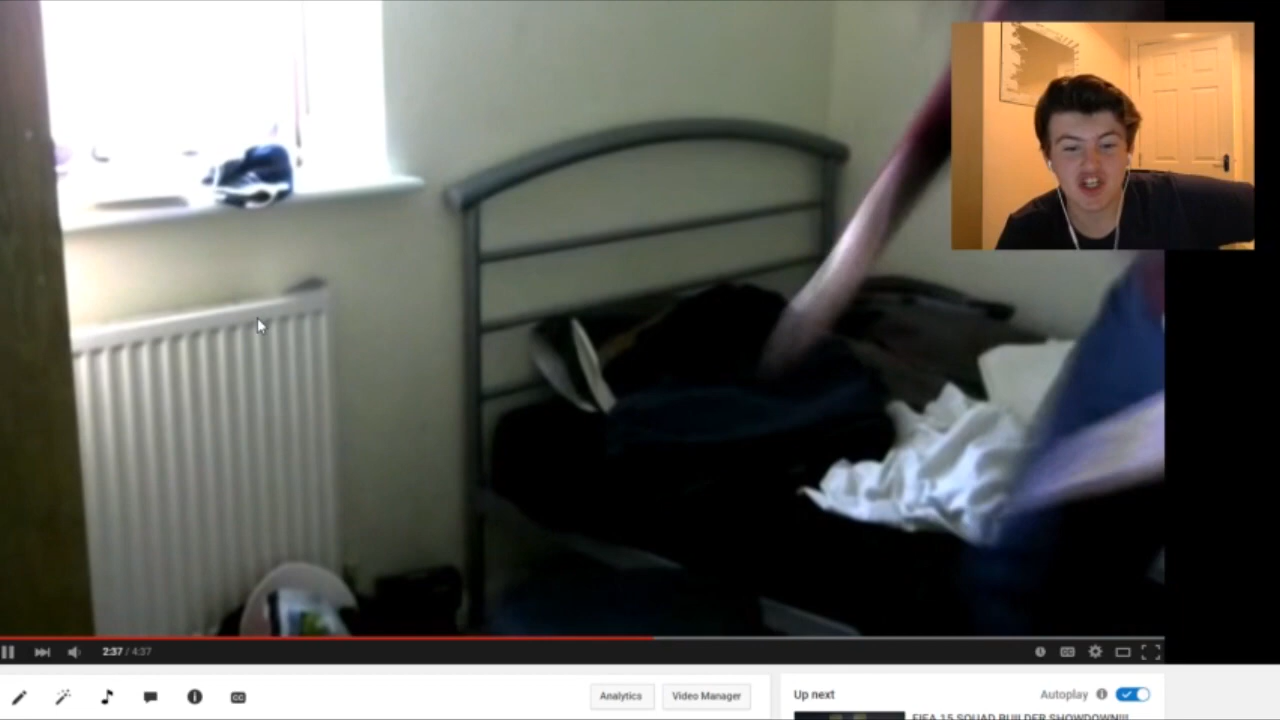 2:37 / 4:37
Analytics
Video Manager
Up next
Autoplay
FIFA 15 SQUAD BUILDER SHOWDOWN!!!